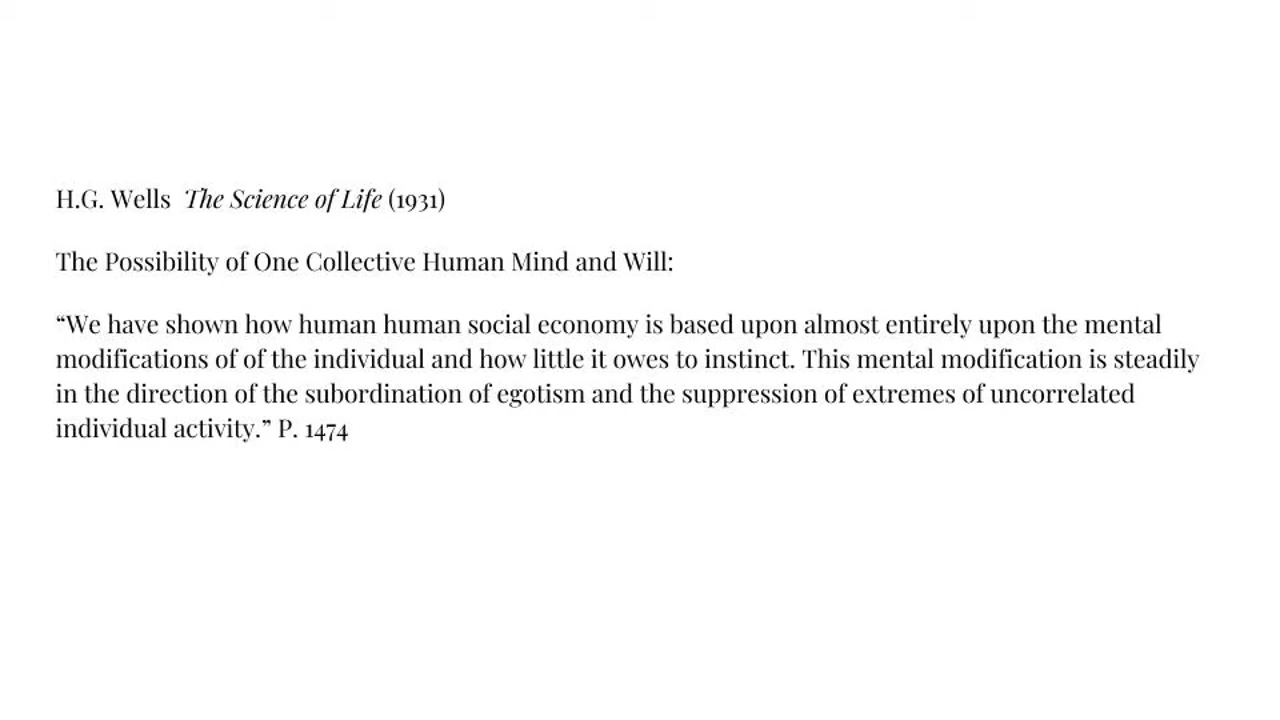 H.G. Wells The Science of Life (1931)
The Possibility of One Collective Human Mind and Will:
“We have shown how human human social economy is based upon almost entirely upon the mental
modifications of of the individual and how little it owes to instinct. This mental modification is steadily
in the direction of the subordination of egotism and the suppression of extremes of uncorrelated
individual activity.” P. 1474